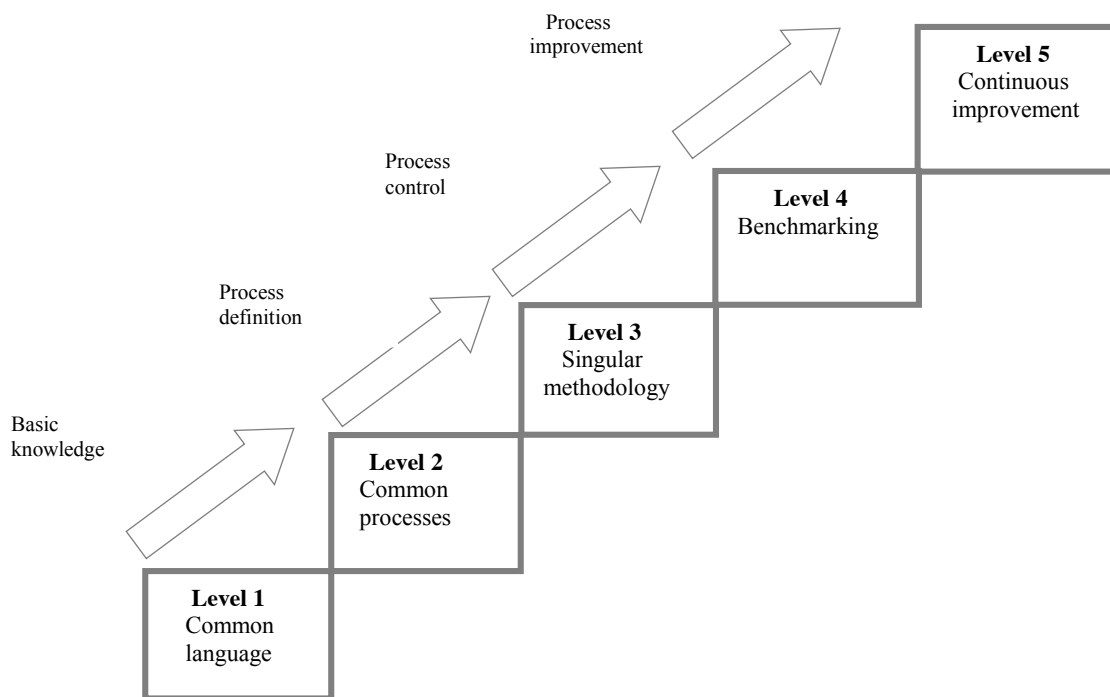 Process
improvement
Level 5
Continuous
improvement
Process
control
Level 4
Benchmarking
Process
definition
Level 3
Singular
methodology
Basic
knowledge
Level 2
Common
processes
Level 1
Common
language